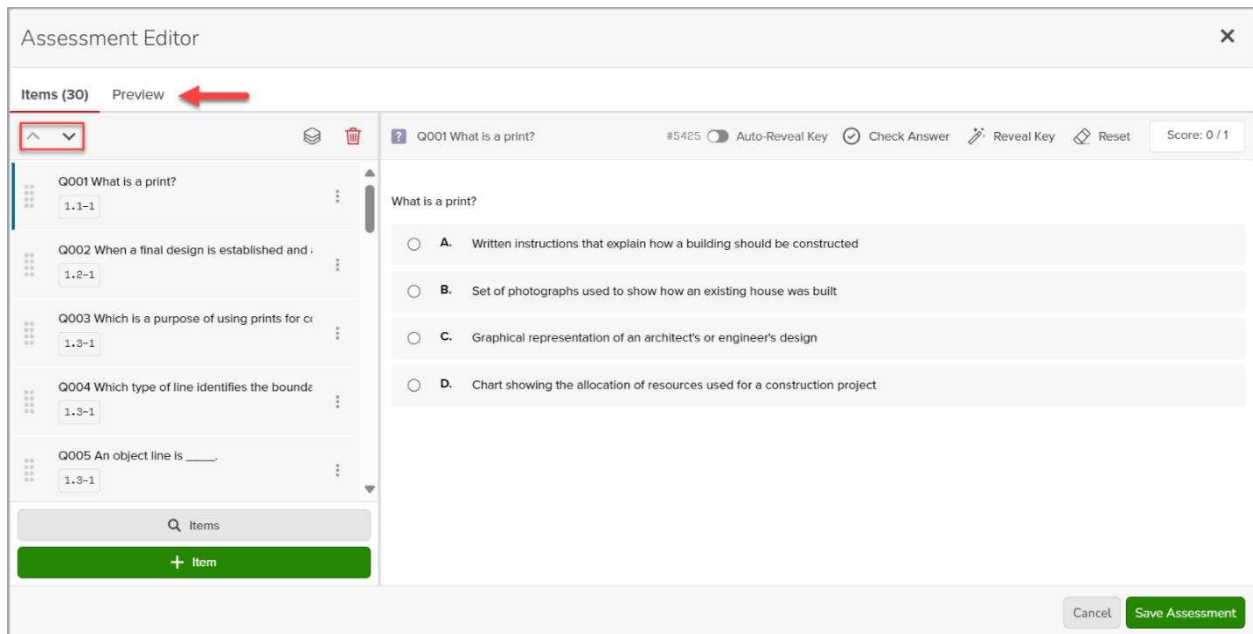 Assessment Editor
Items (30) Preview
Q001 What is a print? #5425 Auto-Reveal Key Check Answer Reveal Key Reset Score: 0 / 1
Q001 What is a print?
1.1-1
Q002 When a final design is established and
1.2-1
Q003 Which is a purpose of using prints for
1.3-1
Q004 Which type of line identifies the
1.3-1
Q005 An object line is ____.
1.3-1
Items
+ Item
What is a print?
A. Written instructions that explain how a building should be constructed
B. Set of photographs used to show how an existing house was built
C. Graphical representation of an architect's or engineer's design
D. Chart showing the allocation of resources used for a construction project
Cancel Save Assessment